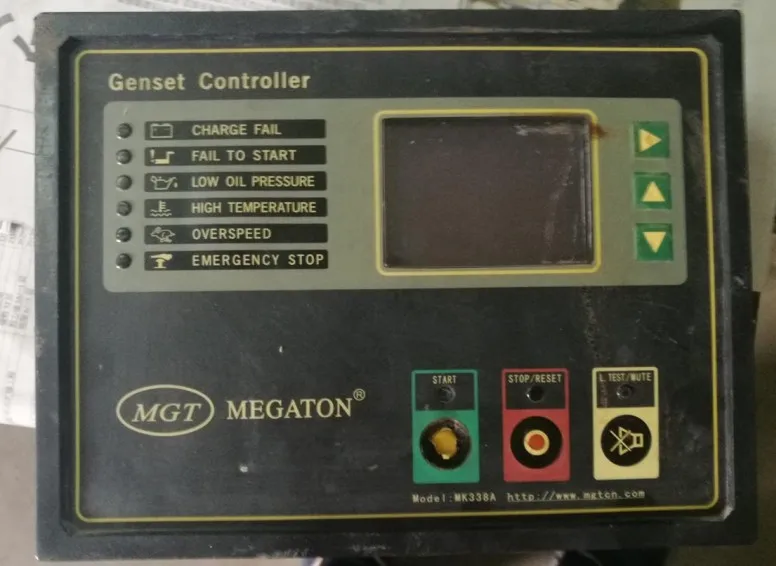 Genset Controller
CHARGE FAIL
FAIL TO START
LOW OIL PRESSURE
HIGH TEMPERATURE
OVERSPEED
EMERGENCY STOP
MGT MEGATON®
START
STOP/RESET
L.TEST/MUTE
Model:MK338A http://www.mgtcn.com